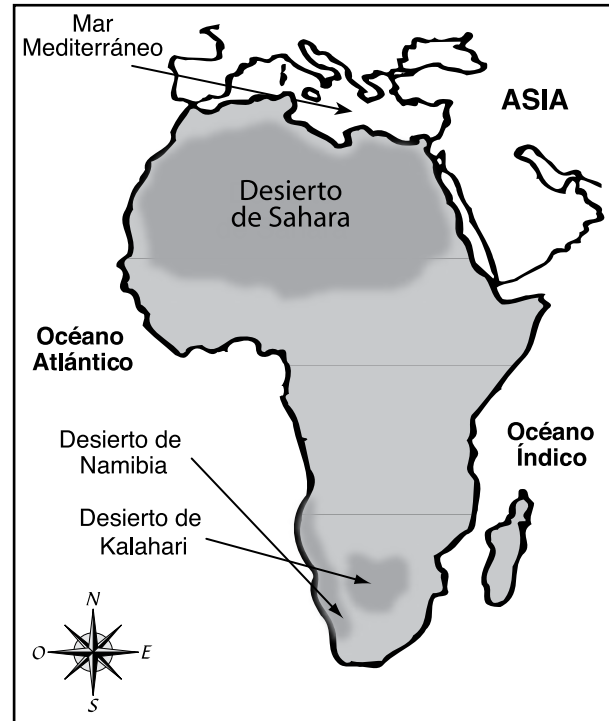 Mar
Mediterráneo
ASIA
Desierto
de Sahara
Océano
Atlántico
Desierto de
Namibia
Océano
Índico
Desierto de
Kalahari
N
O
E
S